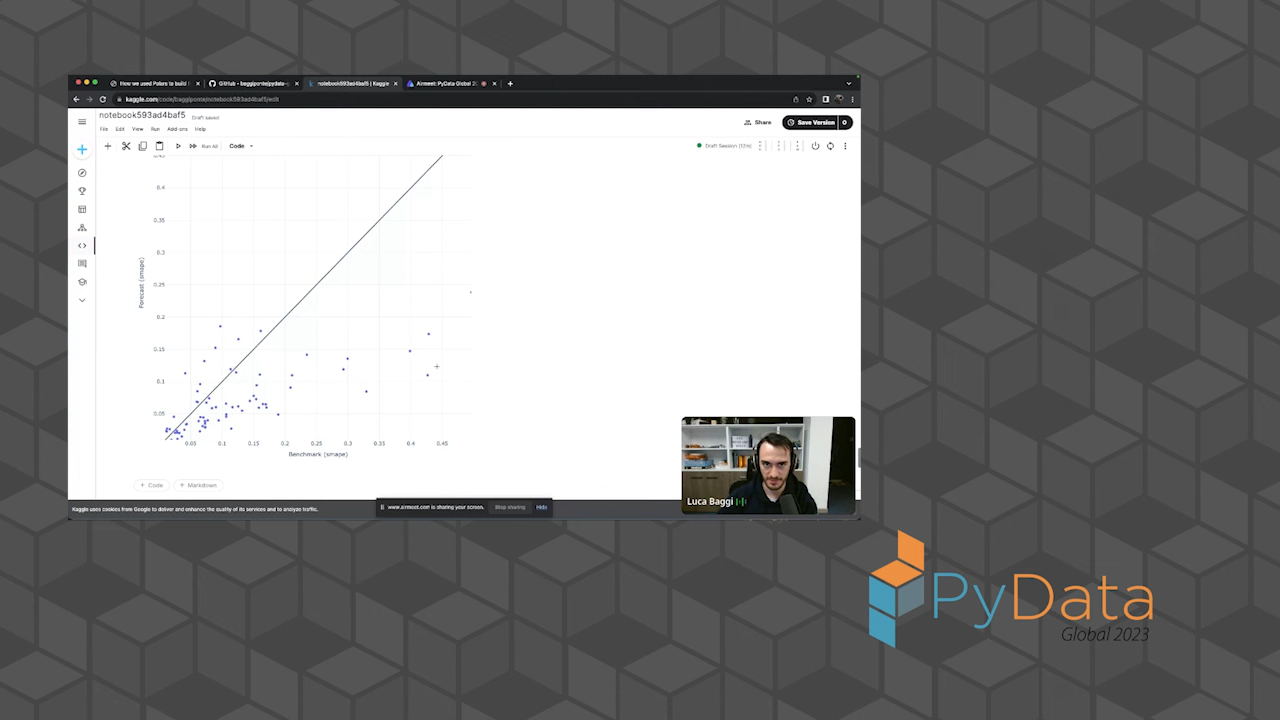 How we used Polars to build f
GitHub - baggiponte/pydata-g
notebook593ad4baf5 | Kaggle
Airmeet: PyData Global 20
kaggle.com/code/baggiponte/notebook593ad4baf5/edit
notebook593ad4baf5
Draft saved
File Edit View Run Add-ons Help
Share
Save Version
0
Run All
Code
Draft Session (17m)
0.45
0.4
0.35
0.3
0.25
0.2
0.15
0.1
0.05
Forecast (smape)
0.05 0.1 0.15 0.2 0.25 0.3 0.35 0.4 0.45
Benchmark (smape)
+ Code
+ Markdown
Kaggle uses cookies from Google to deliver and enhance the quality of its services and to analyze traffic.
www.airmeet.com is sharing your screen.
Stop sharing
Hide
Luca Baggi
PyData
Global 2023